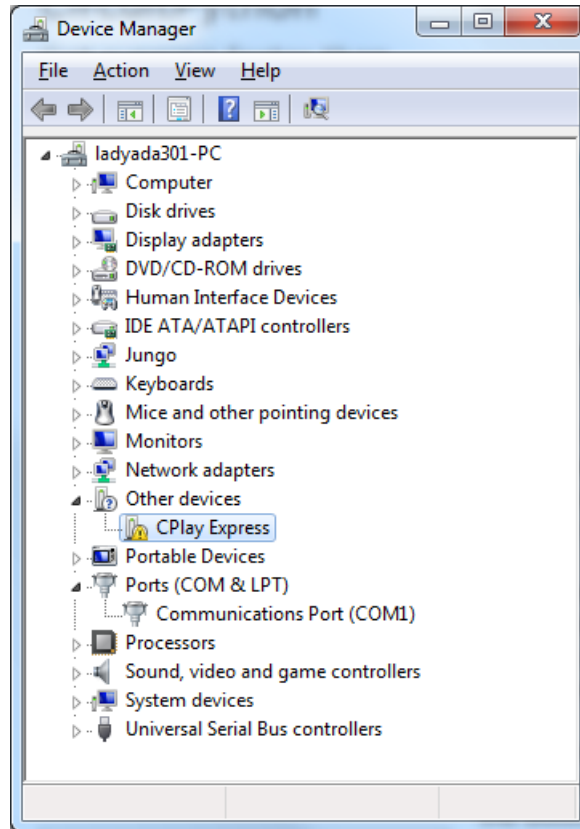 Device Manager
File Action View Help
ladyada301-PC
Computer
Disk drives
Display adapters
DVD/CD-ROM drives
Human Interface Devices
IDE ATA/ATAPI controllers
Jungo
Keyboards
Mice and other pointing devices
Monitors
Network adapters
Other devices
CPlay Express
Portable Devices
Ports (COM & LPT)
Communications Port (COM1)
Processors
Sound, video and game controllers
System devices
Universal Serial Bus controllers